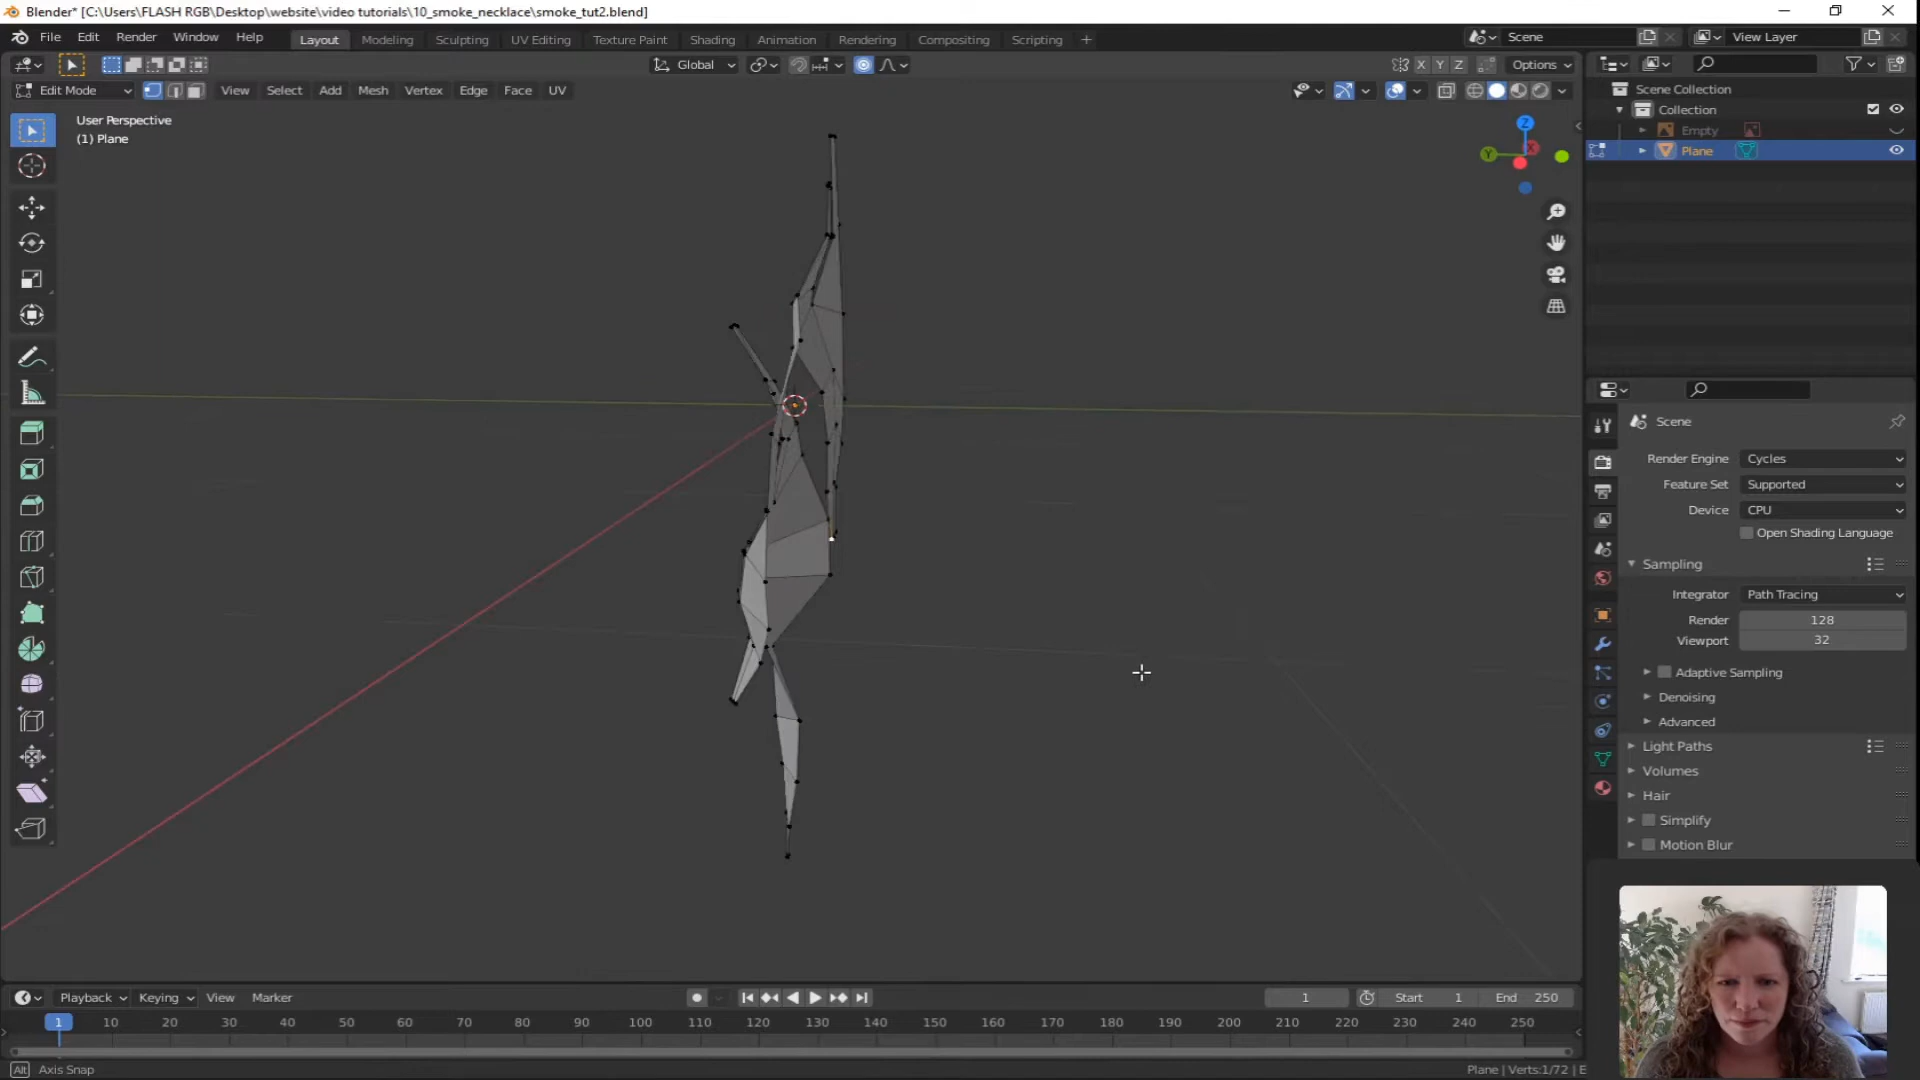 Blender* [C:\Users\FLASH RGB\Desktop\website\video tutorials\10_smoke_necklace\smoke_tut2.blend]
File Edit Render Window Help Layout Modeling Sculpting UV Editing Texture Paint Shading Animation Rendering Compositing Scripting + Scene View Layer
Global X Y Z Options
Edit Mode View Select Add Mesh Vertex Edge Face UV
User Perspective
(1) Plane
Z
Y X
Scene Collection
Collection
Empty
Plane
Scene
Render Engine Cycles
Feature Set Supported
Device CPU
Open Shading Language
Sampling
Integrator Path Tracing
Render 128
Viewport 32
Adaptive Sampling
Denoising
Advanced
Light Paths
Volumes
Hair
Simplify
Motion Blur
Playback Keying View Marker 1 Start 1 End 250
1 10 20 30 40 50 60 70 80 90 100 110 120 130 140 150 160 170 180 190 200 210 220 230 240 250
Alt Axis Snap Plane | Verts:1/72 | E